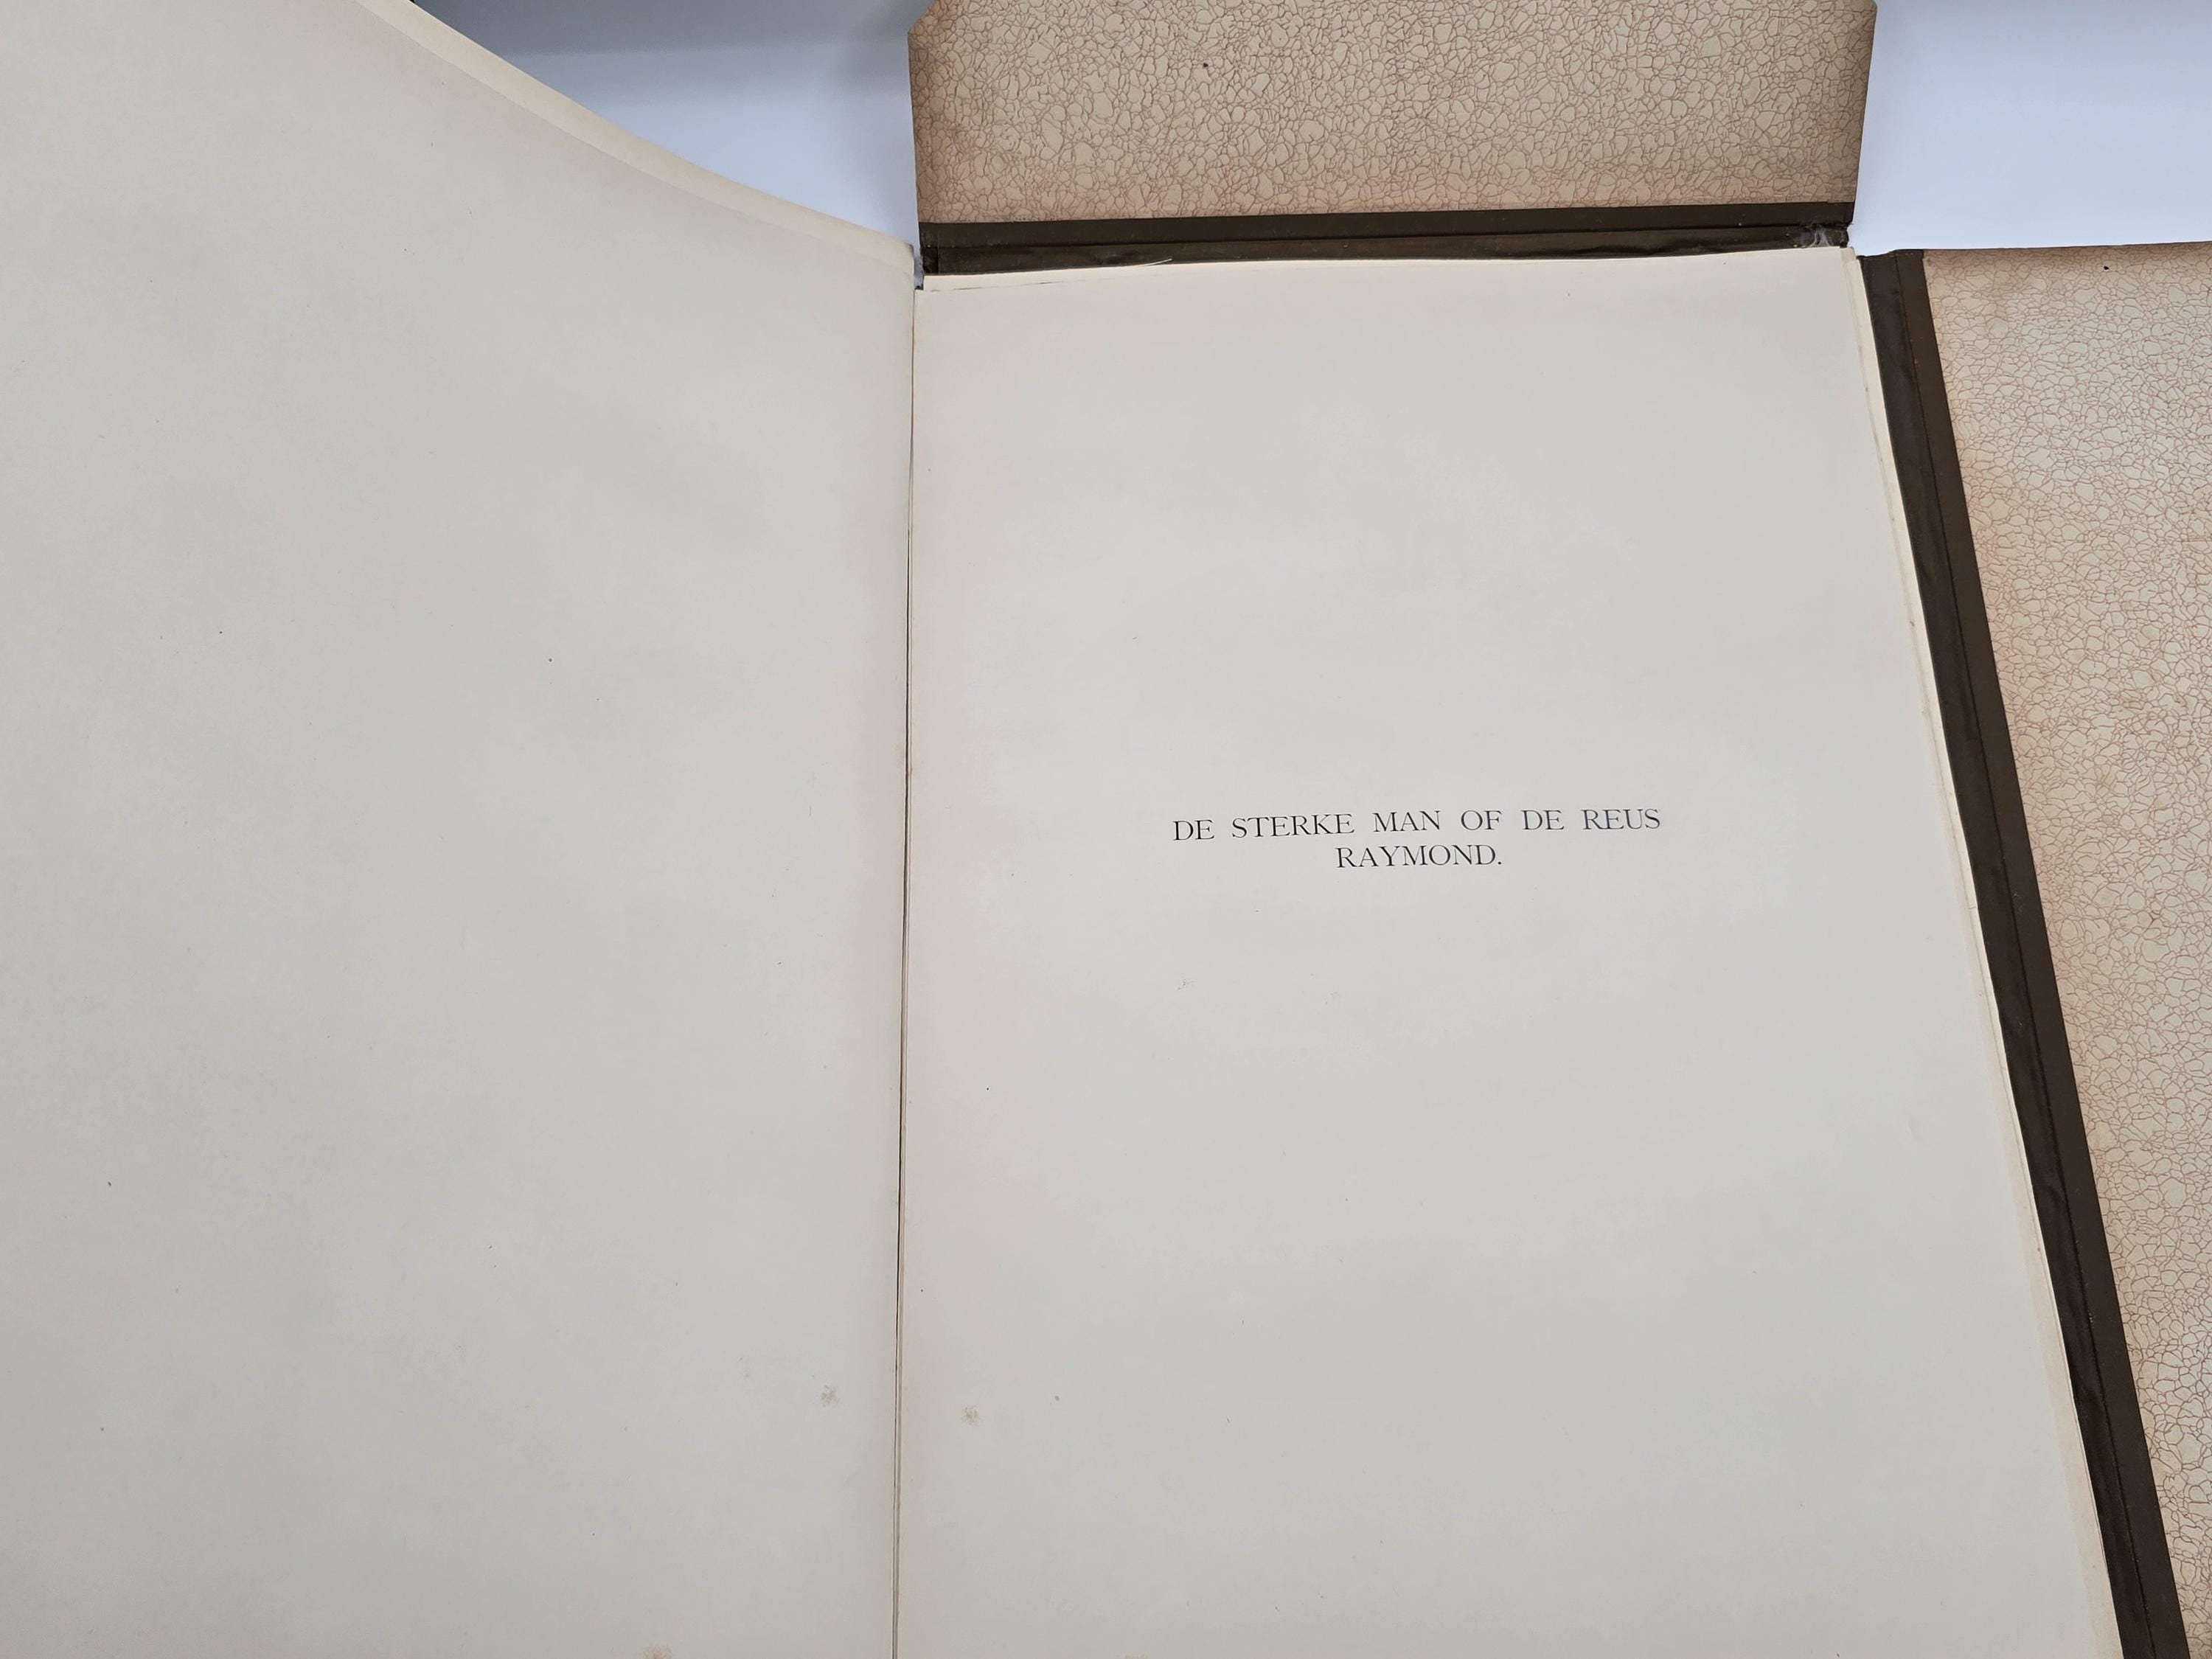 DE STERKE MAN OF DE REUS
RAYMOND.